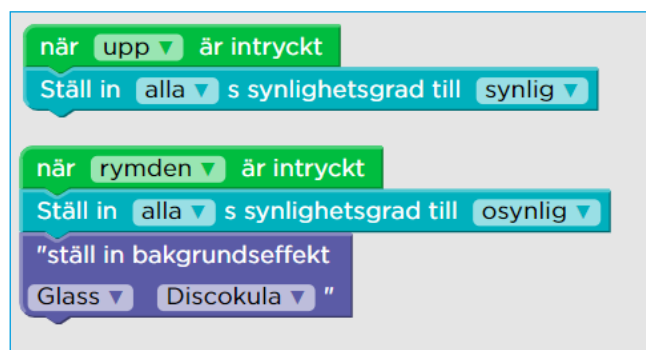 när upp ▼ är intryckt
Ställ in alla ▼ s synlighetsgrad till synlig ▼
när rymden ▼ är intryckt
Ställ in alla ▼ s synlighetsgrad till osynlig ▼
"ställ in bakgrundseffekt
Glass ▼ Discokula ▼ "